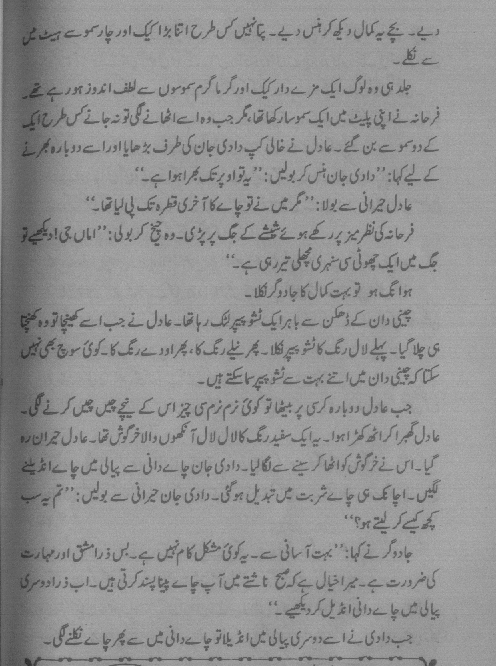 دیے۔ بچے یہ کمال دیکھ کر ہنس دیے۔ پتا نہیں کس طرح اتنا بڑا کیک اور چار سموسے ہیٹ میں
سے نکلے۔
جلد ہی وہ لوگ ایک مزے دار کیک اور گرما گرم سموسوں سے لطف اندوز ہو رہے تھے۔
فرحانہ نے اپنی پلیٹ میں ایک سموسا رکھا تھا، مگر جب وہ اسے اٹھانے لگی تو نہ جانے کس طرح ایک
کے دو سموسے بن گئے۔ عادل نے خالی کپ دادی جان کی طرف بڑھایا اور اسے دوبارہ بھرنے
کے لیے کہا: ’’دادی جان ہنس کر بولیں: ’’یہ تو اوپر تک بھرا ہوا ہے۔‘‘
عادل حیرانی سے بولا: ’’مگر میں نے تو چاے کا آخری قطرہ تک پی لیا تھا۔‘‘
فرحانہ کی نظر میز پر رکھے ہوئے شیشے کے جگ پر پڑی۔ وہ چیخ کر بولی: ’’اماں جی! دیکھیے تو
جگ میں ایک چھوٹی سی سنہری مچھلی تیر رہی ہے۔‘‘
ہوانگ ہو تو بہت کمال کا جادوگر نکلا۔
چینی دان کے ڈھکن سے باہر ایک ٹشو پیپر لٹک رہا تھا۔ عادل نے جب اسے کھینچا تو وہ کھنچتا
ہی چلا گیا۔ پہلے لال رنگ کا ٹشو پیپر نکلا۔ پھر نیلے رنگ کا، پھر اودے رنگ کا۔ کوئی سوچ بھی نہیں
سکتا کہ چینی دان میں اتنے بہت سے ٹشو پیپر سما سکتے ہیں۔
جب عادل دوبارہ کرسی پر بیٹھا تو کوئی نرم نرم سی چیز اس کے نیچے چیں چیں کرنے لگی۔
عادل گھبرا کر اٹھ کھڑا ہوا۔ یہ ایک سفید رنگ کا لال لال آنکھوں والا خرگوش تھا۔ عادل حیران رہ
گیا۔ اس نے خرگوش کو اٹھا کر سینے سے لگا لیا۔ دادی جان چاے دانی سے پیالی میں چاے انڈیلنے
لگیں۔ اچانک ہی چاے شربت میں تبدیل ہو گئی۔ دادی جان حیرانی سے بولیں: ’’تم یہ سب
کچھ کیسے کر لیتے ہو؟‘‘
جادوگر نے کہا: ’’بہت آسانی سے۔ یہ کوئی مشکل کام نہیں ہے۔ بس ذرا مشق اور مہارت
کی ضرورت ہے۔ میرا خیال ہے کہ صبح ناشتے میں آپ چاے پینا پسند کرتی ہیں۔ اب ذرا دوسری
پیالی میں چاے دانی انڈیل کر دیکھیے۔‘‘
جب دادی نے اسے دوسری پیالی میں انڈیلا تو چاے دانی میں سے پھر چاے نکلنے لگی۔